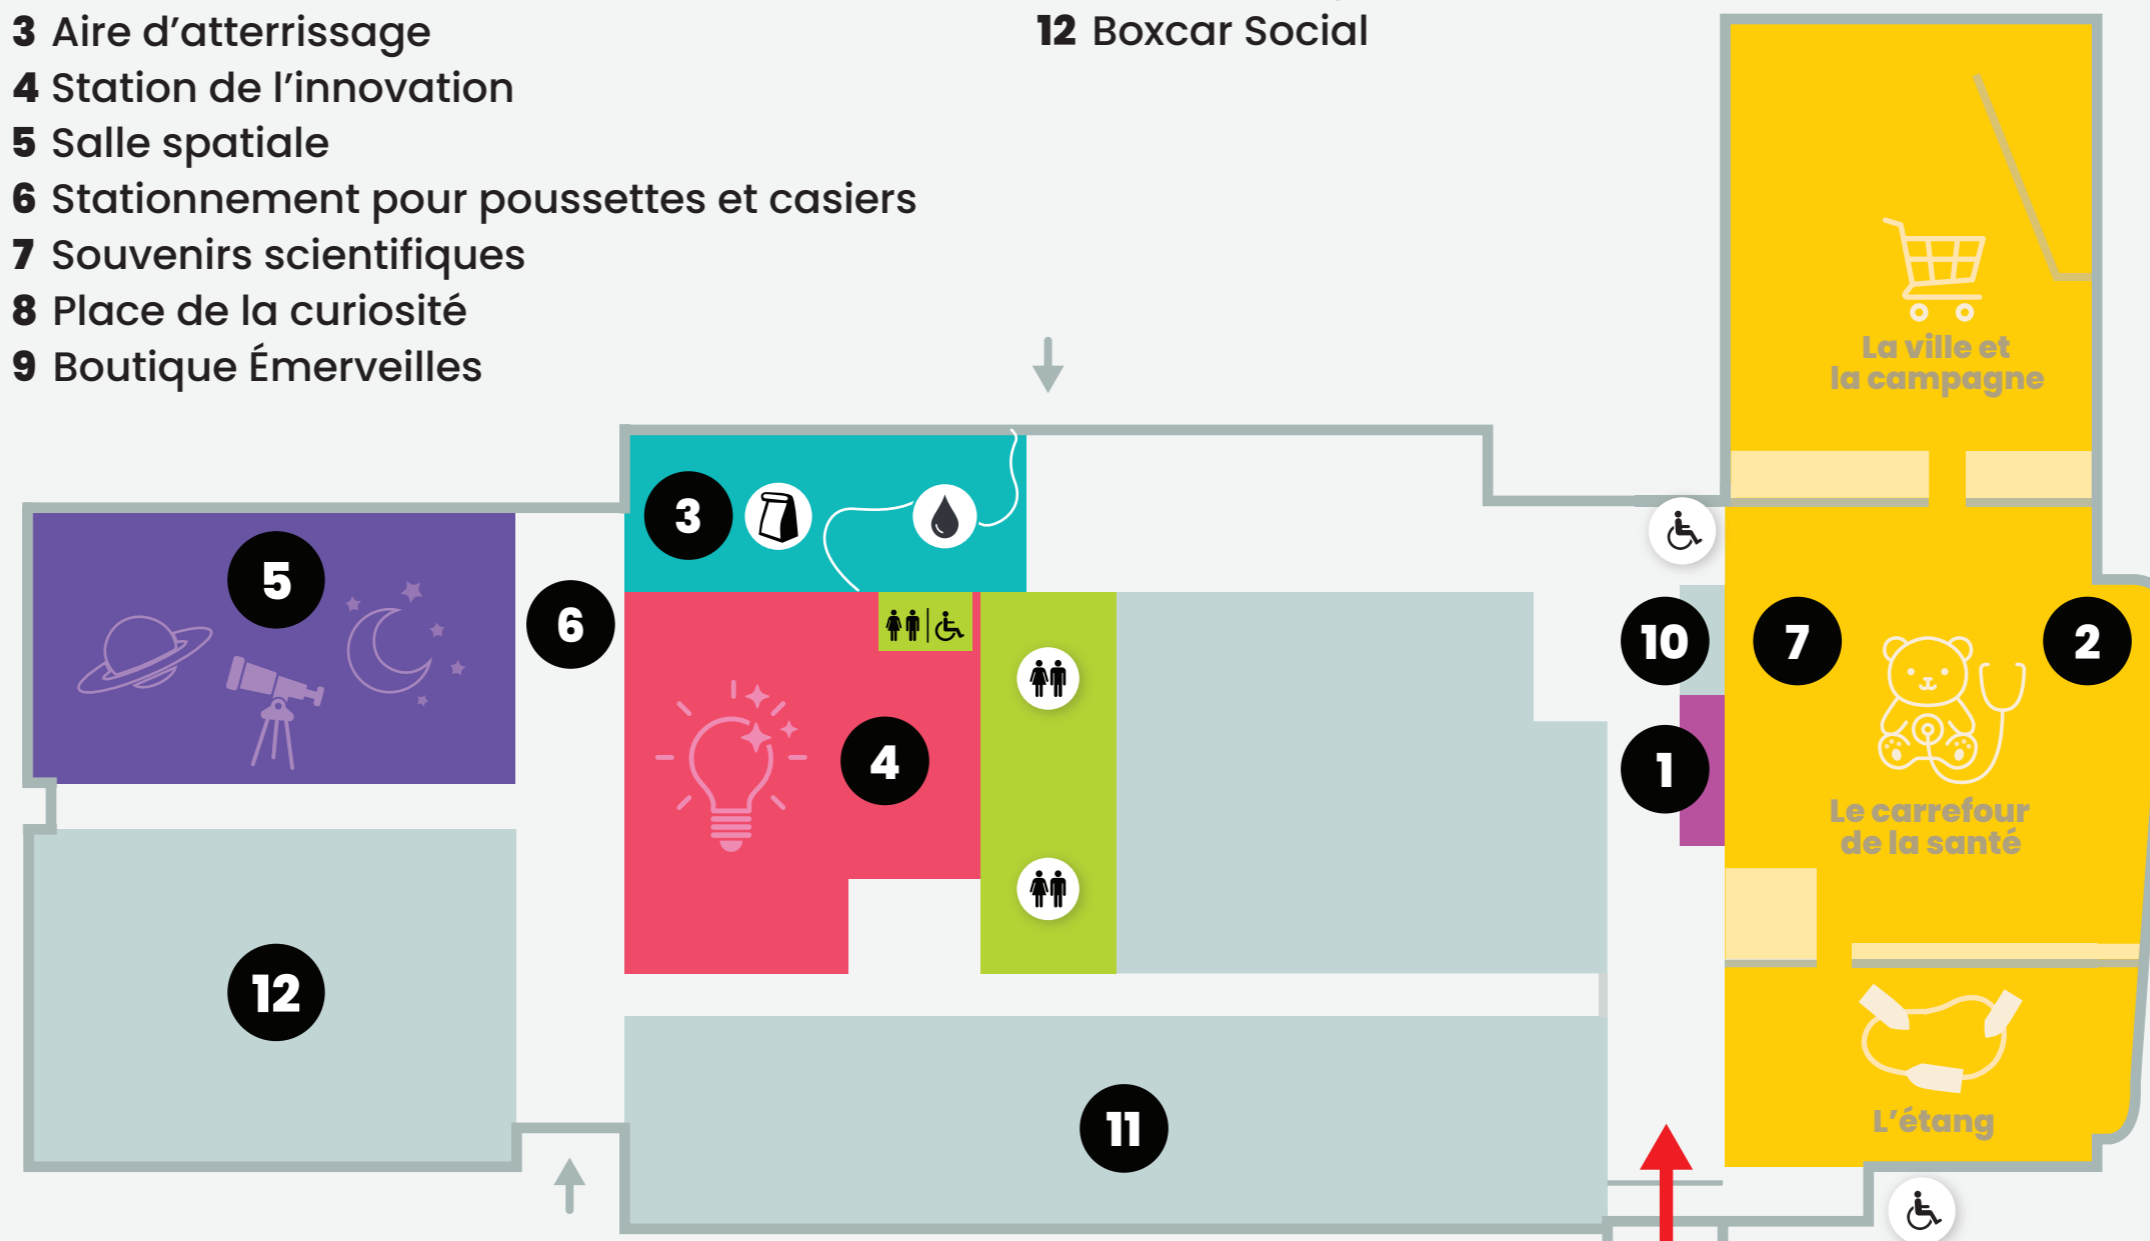 3 Aire d’atterrissage
4 Station de l’innovation
5 Salle spatiale
6 Stationnement pour poussettes et casiers
7 Souvenirs scientifiques
8 Place de la curiosité
9 Boutique Émerveilles
12 Boxcar Social
La ville et
la campagne
3
5
6
10
7
2
4
1
Le carrefour
de la santé
12
11
L’étang